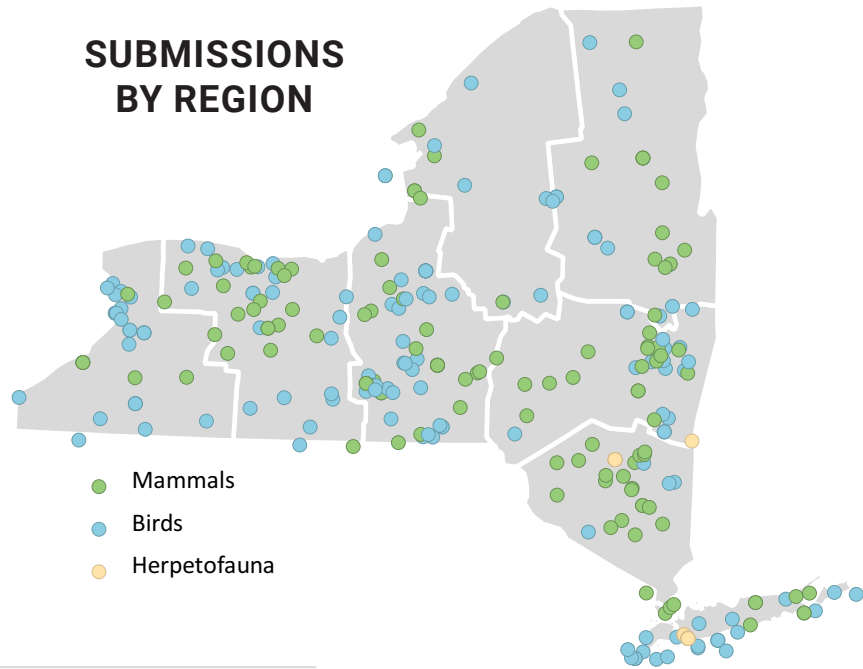 SUBMISSIONS
BY REGION
Mammals
Birds
Herpetofauna